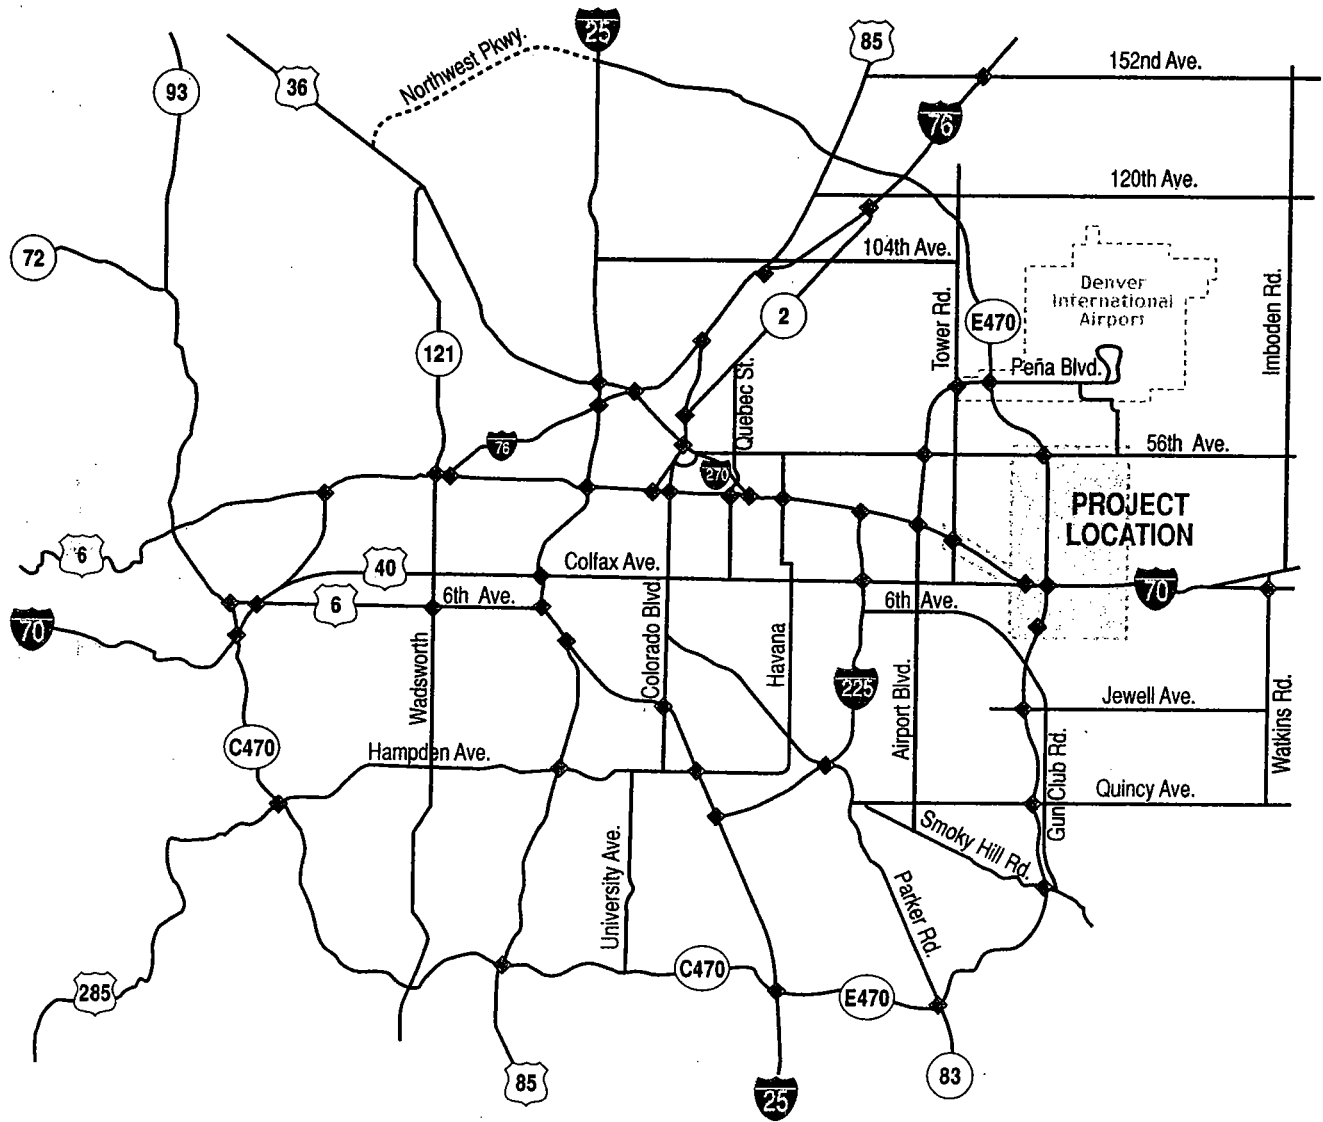 25
85
152nd Ave.
Northwest Pkwy.
36
93
76
120th Ave.
72
104th Ave.
Denver
International
Airport
2
Tower Rd.
E470
Imboden Rd.
121
Peña Blvd.
Quebec St.
76
56th Ave.
270
PROJECT
LOCATION
6
40
Colfax Ave.
70
6
6th Ave.
6th Ave.
70
Colorado Blvd.
Wadsworth
Havana
225
Airport Blvd.
Jewell Ave.
Watkins Rd.
C470
Hampden Ave.
Gun Club Rd.
Quincy Ave.
Smoky Hill Rd.
University Ave.
Parker Rd.
C470
285
E470
85
25
83